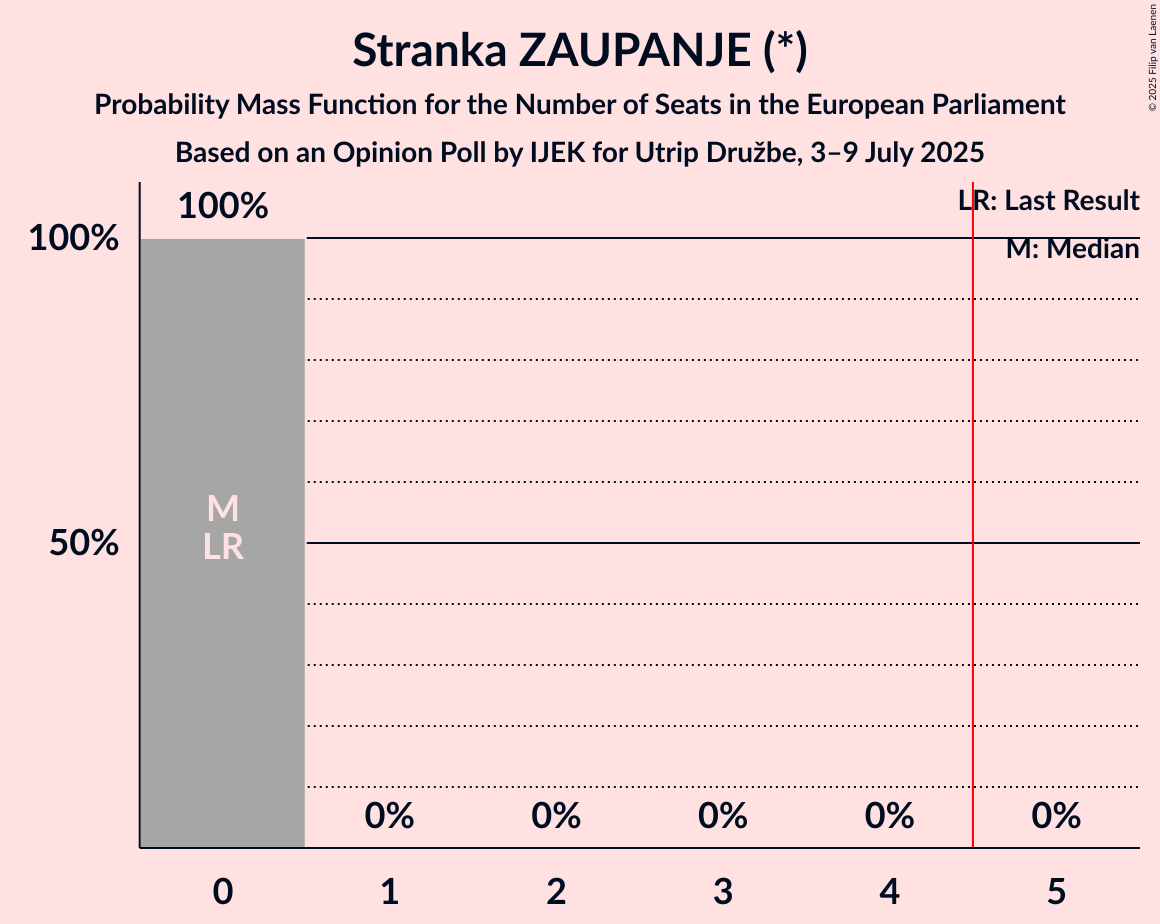 Stranka ZAUPANJE (*)
Probability Mass Function for the Number of Seats in the European Parliament
Based on an Opinion Poll by IJEK for Utrip Družbe, 3–9 July 2025
© 2025 Filip van Laenen
LR: Last Result
M: Median
100%
100%
50%
M
LR
0%
0%
0%
0%
0%
0
1
2
3
4
5